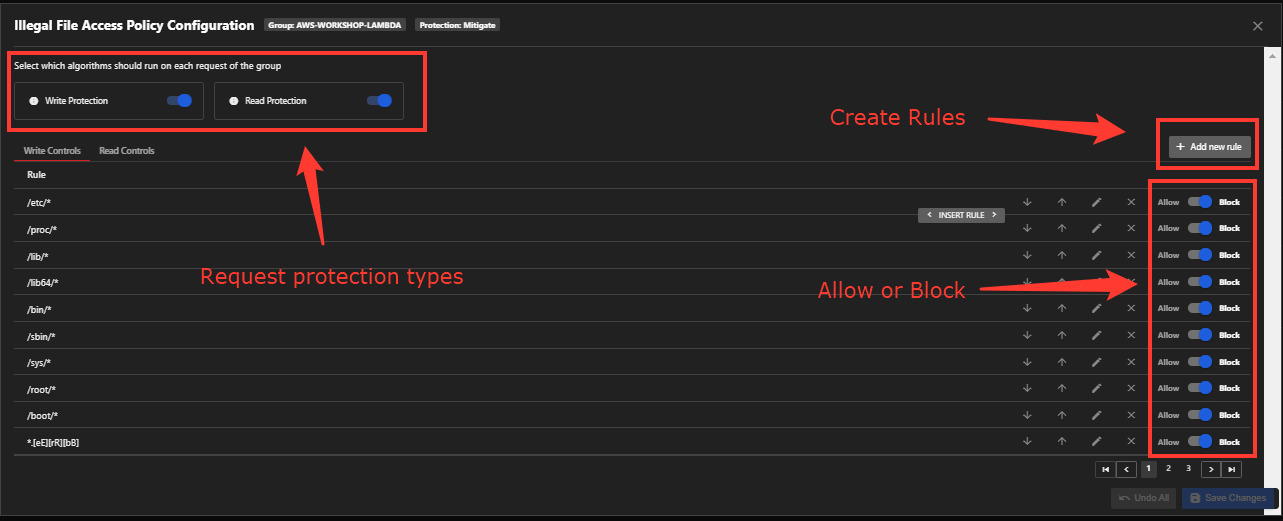 Illegal File Access Policy Configuration Group: AWS-WORKSHOP-LAMBDA Protection: Mitigate
Select which algorithms should run on each request of the group
Write Protection Read Protection
Create Rules
Write Controls Read Controls
+ Add new rule
Rule
/etc/* Allow Block
< INSERT RULE >
/proc/* Allow Block
/lib/* Allow Block
Request protection types
/lib64/* Allow Block
Allow or Block
/bin/* Allow Block
/sbin/* Allow Block
/sys/* Allow Block
/root/* Allow Block
/boot/* Allow Block
*.[eE][rR][bB] Allow Block
1 2 3
Undo All Save Changes